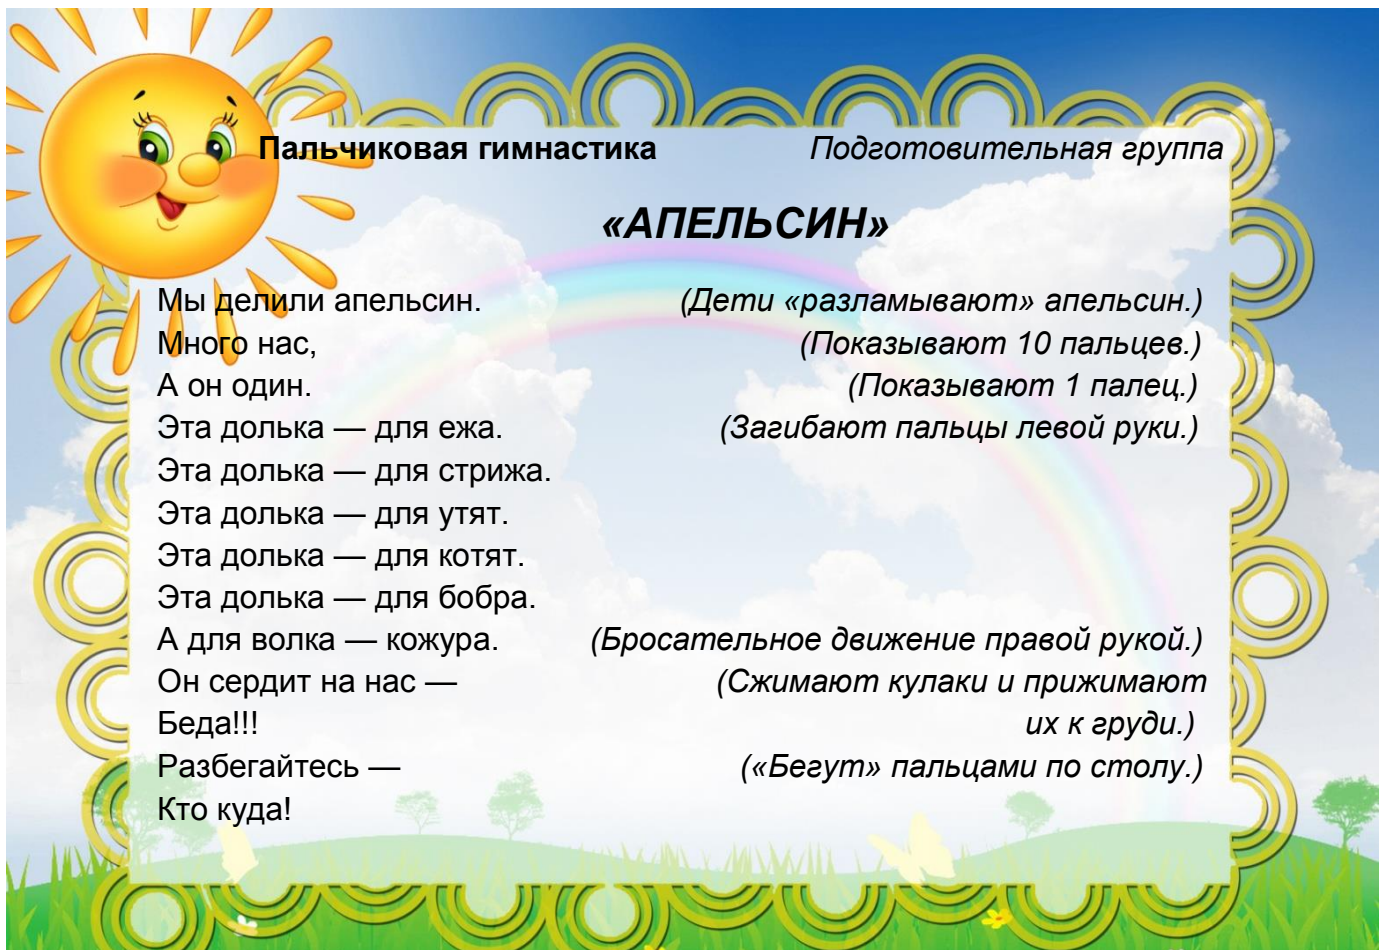 Пальчиковая гимнастика Подготовительная группа
«АПЕЛЬСИН»
Мы делили апельсин. (Дети «разламывают» апельсин.)
Много нас, (Показывают 10 пальцев.)
А он один. (Показывают 1 палец.)
Эта долька — для ежа. (Загибают пальцы левой руки.)
Эта долька — для стрижа.
Эта долька — для утят.
Эта долька — для котят.
Эта долька — для бобра.
А для волка — кожура. (Бросательное движение правой рукой.)
Он сердит на нас — (Сжимают кулаки и прижимают
Беда!!! их к груди.)
Разбегайтесь — («Бегут» пальцами по столу.)
Кто куда!